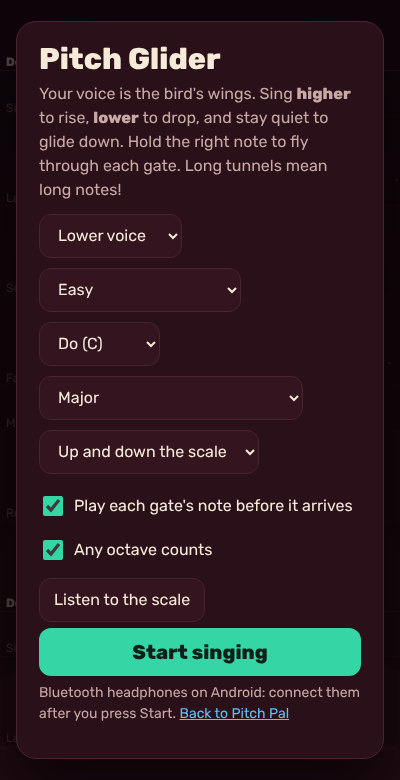 Pitch Glider
Your voice is the bird's wings. Sing higher
to rise, lower to drop, and stay quiet to
glide down. Hold the right note to fly
through each gate. Long tunnels mean
long notes!
Lower voice
Easy
Do (C)
Major
Up and down the scale
Play each gate's note before it arrives
Any octave counts
Listen to the scale
Start singing
Bluetooth headphones on Android: connect them
after you press Start. Back to Pitch Pal